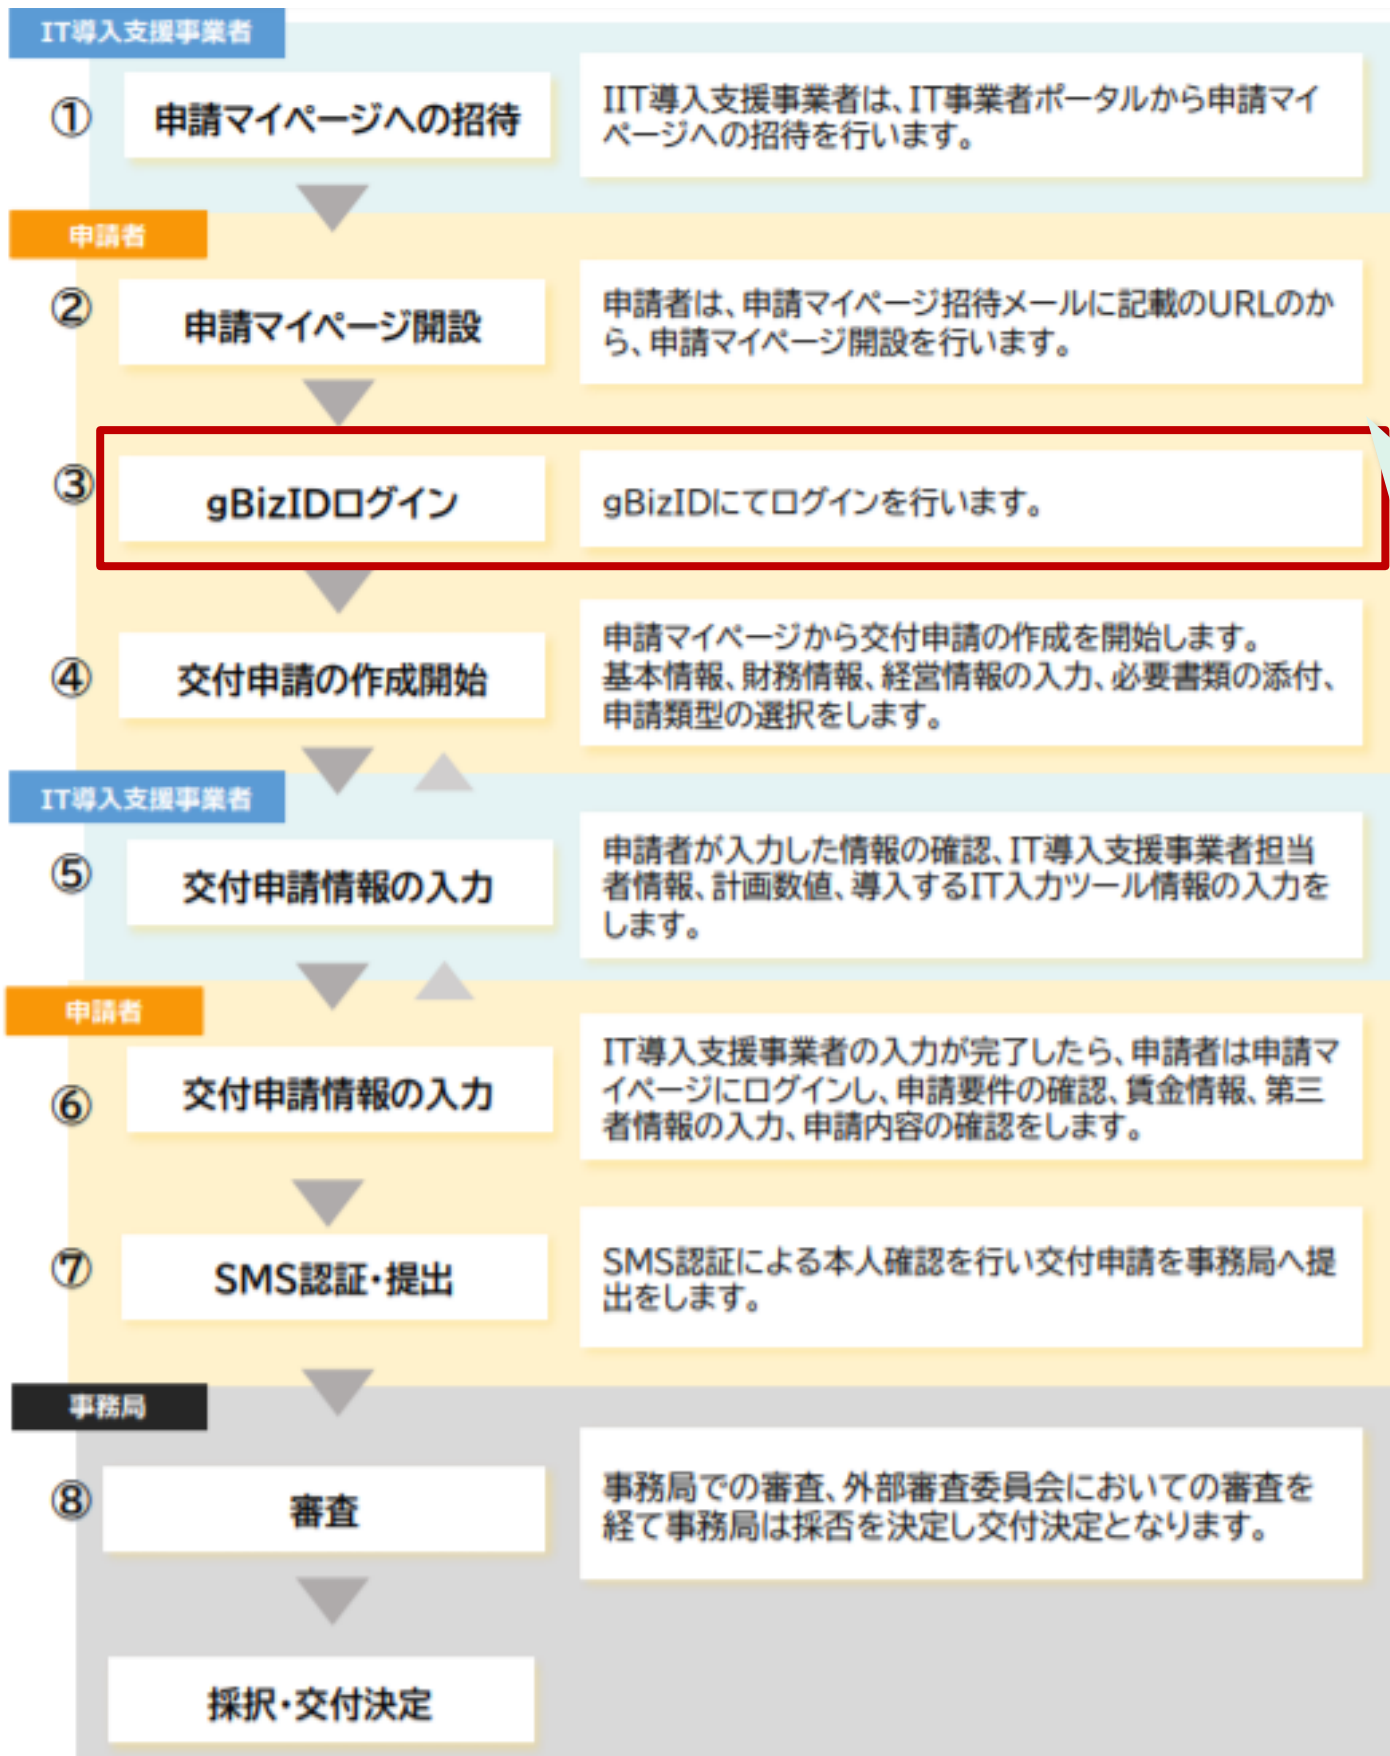 IT導入支援事業者
①
申請マイページへの招待
IIT導入支援事業者は、IT事業者ポータルから申請マイ
ページへの招待を行います。
申請者
②
申請マイページ開設
申請者は、申請マイページ招待メールに記載のURLのか
ら、申請マイページ開設を行います。
③
gBizIDログイン
gBizIDにてログインを行います。
④
交付申請の作成開始
申請マイページから交付申請の作成を開始します。
基本情報、財務情報、経営情報の入力、必要書類の添付、
申請類型の選択をします。
IT導入支援事業者
⑤
交付申請情報の入力
申請者が入力した情報の確認、IT導入支援事業者担当
者情報、計画数値、導入するIT入力ツール情報の入力を
します。
申請者
⑥
交付申請情報の入力
IT導入支援事業者の入力が完了したら、申請者は申請マ
イページにログインし、申請要件の確認、賃金情報、第三
者情報の入力、申請内容の確認をします。
⑦
SMS認証・提出
SMS認証による本人確認を行い交付申請を事務局へ提
出をします。
事務局
⑧
審査
事務局での審査、外部審査委員会においての審査を
経て事務局は採否を決定し交付決定となります。
採択・交付決定